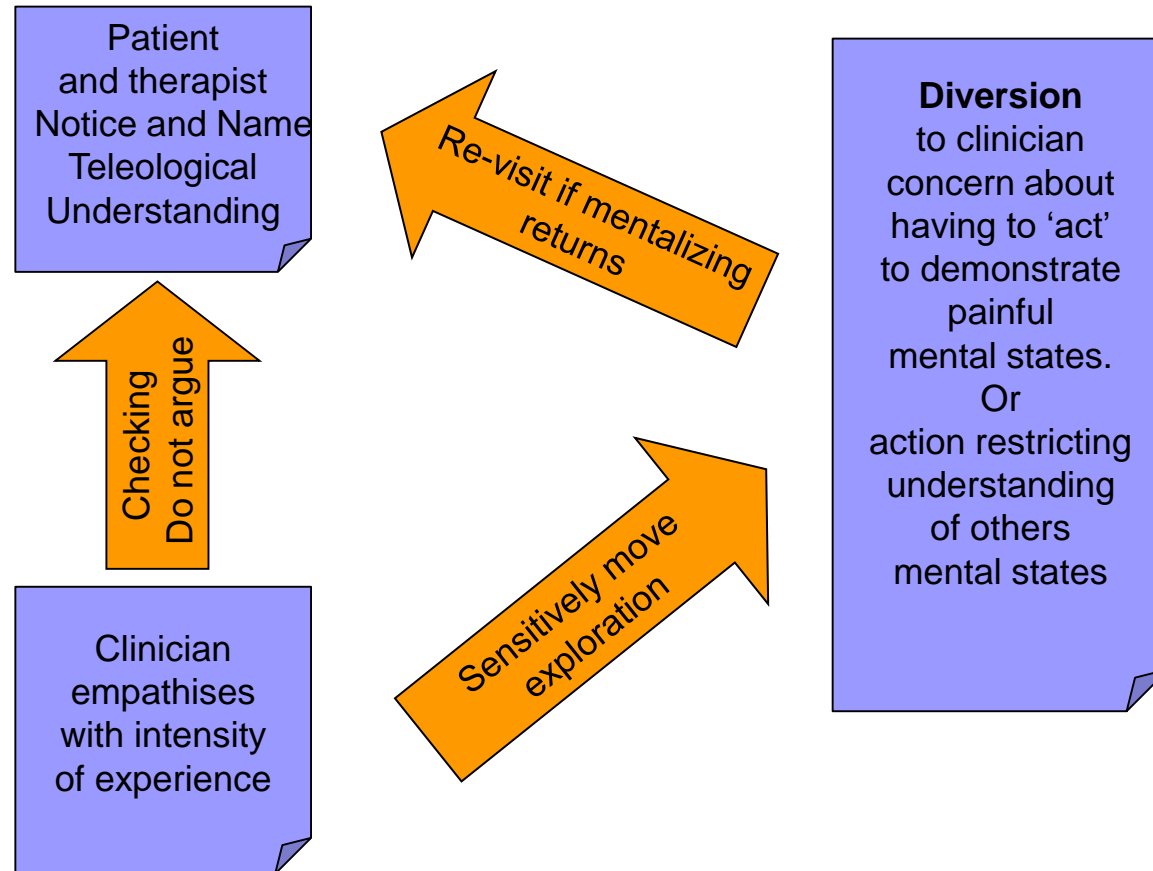 Patient
and therapist
Notice and Name
Teleological
Understanding
Re-visit if mentalizing
returns
Diversion
to clinician
concern about
having to ‘act’
to demonstrate
painful
mental states.
Or
action restricting
understanding
of others
mental states
Checking
Do not argue
Sensitively move
exploration
Clinician
empathises
with intensity
of experience